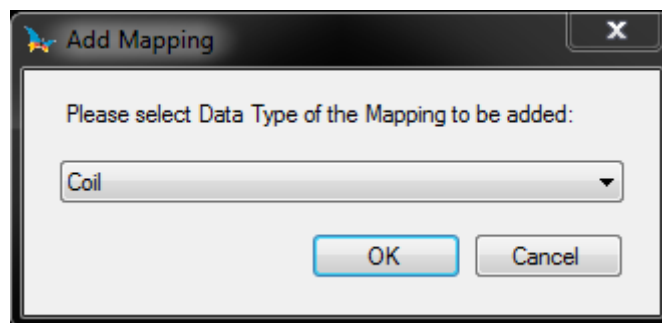 Add Mapping
x
Please select Data Type of the Mapping to be added:
Coil
OK Cancel